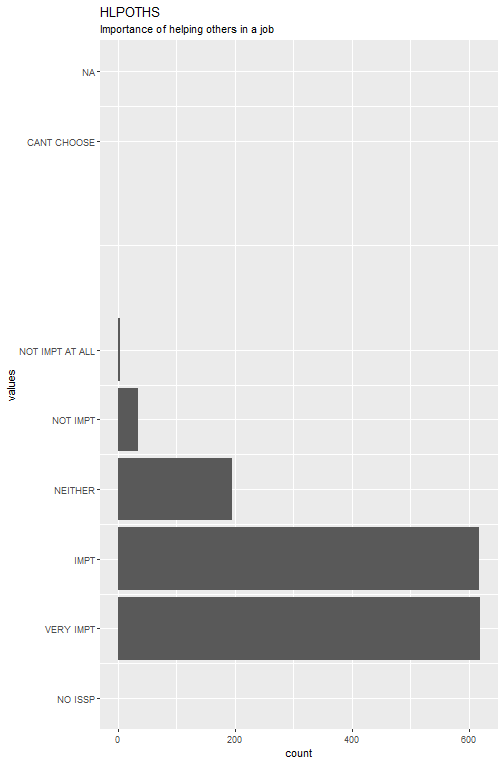 HLPOTHS
Importance of helping others in a job
NA
CANT CHOOSE
NOT IMPT AT ALL
NOT IMPT
NEITHER
IMPT
VERY IMPT
NO ISSP
values
0 200 400 600
count